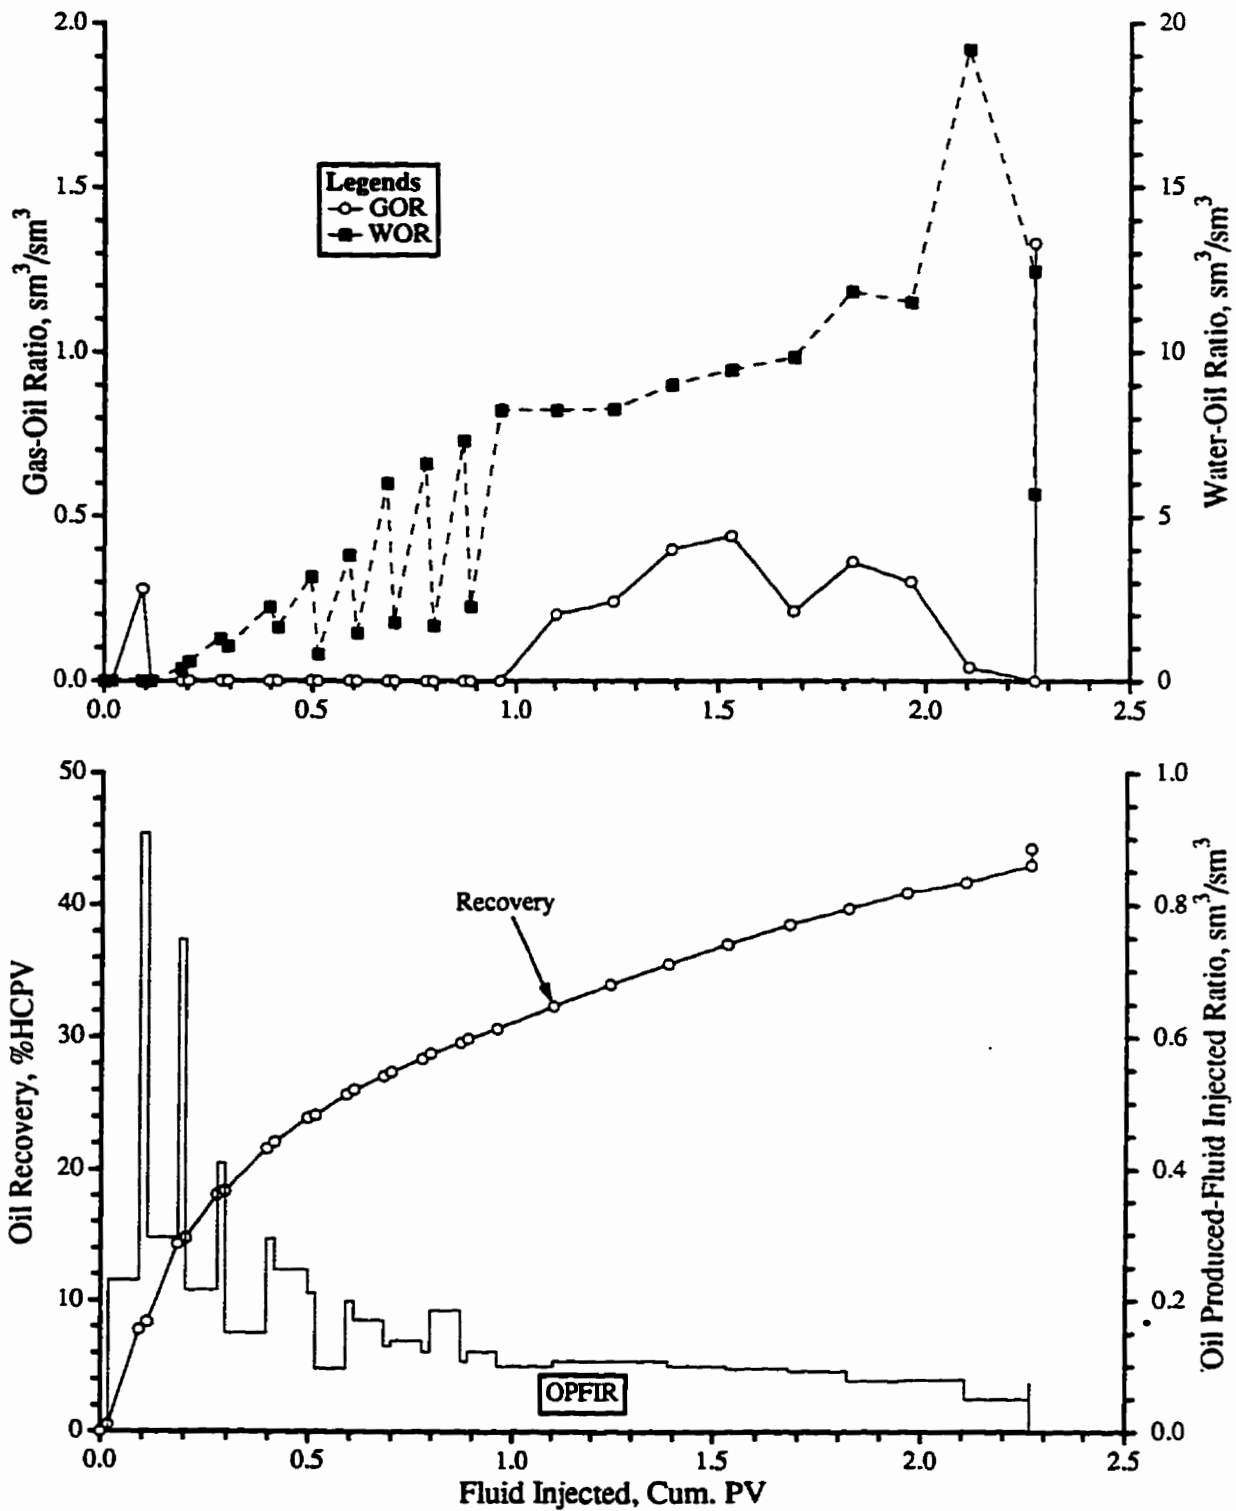 2.0
1.5
1.0
0.5
0.0
Gas-Oil Ratio, sm³/sm³
Legends
GOR
WOR
20
15
10
5
0
Water-Oil Ratio, sm³/sm³
0.0 0.5 1.0 1.5 2.0 2.5
50
40
30
20
10
0
Oil Recovery, %HCPV
Recovery
OPFIR
1.0
0.8
0.6
0.4
0.2
0.0
Oil Produced-Fluid Injected Ratio, sm³/sm³
0.0 0.5 1.0 1.5 2.0 2.5
Fluid Injected, Cum. PV